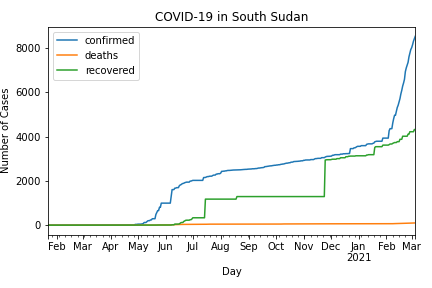 COVID-19 in South Sudan
confirmed
deaths
recovered
Number of Cases
8000
6000
4000
2000
0
Feb Mar Apr May Jun Jul Aug Sep Oct Nov Dec Jan Feb Mar
2021
Day